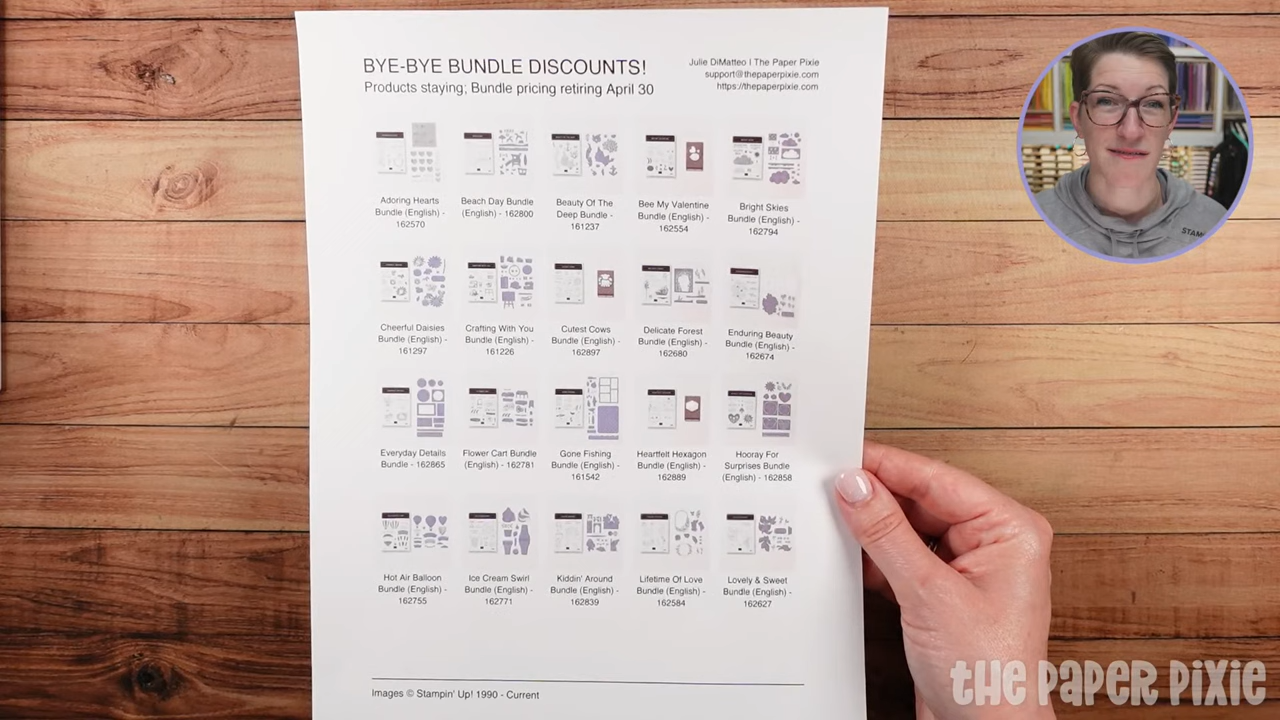 BYE-BYE BUNDLE DISCOUNTS!
Products staying; Bundle pricing retiring April 30
Julie DiMatteo | The Paper Pixie
support@thepaperpixie.com
https://thepaperpixie.com
Adoring Hearts
Bundle (English) -
162570
Beach Day Bundle
(English) - 162800
Beauty Of The
Deep Bundle -
161237
Bee My Valentine
Bundle (English) -
162554
Bright Skies
Bundle (English) -
162794
Cheerful Daisies
Bundle (English) -
161297
Crafting With You
Bundle (English) -
161226
Cutest Cows
Bundle (English) -
162897
Delicate Forest
Bundle (English) -
162680
Enduring Beauty
Bundle (English) -
162674
Everyday Details
Bundle - 162865
Flower Cart Bundle
(English) - 162781
Gone Fishing
Bundle (English) -
161542
Heartfelt Hexagon
Bundle (English) -
162889
Hooray For
Surprises Bundle
(English) - 162858
Hot Air Balloon
Bundle (English) -
162755
Ice Cream Swirl
Bundle (English) -
162771
Kiddin' Around
Bundle (English) -
162839
Lifetime Of Love
Bundle (English) -
162584
Lovely & Sweet
Bundle (English) -
162627
Images © Stampin' Up! 1990 - Current
STAM
the PAPER PIXIE